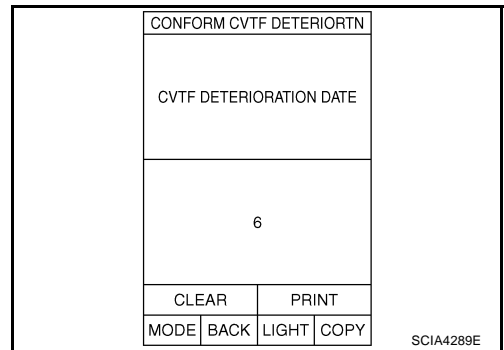 CONFORM CVTF DETERIORTN
CVTF DETERIORATION DATE
6
CLEAR PRINT
MODE BACK LIGHT COPY
SCIA4289E